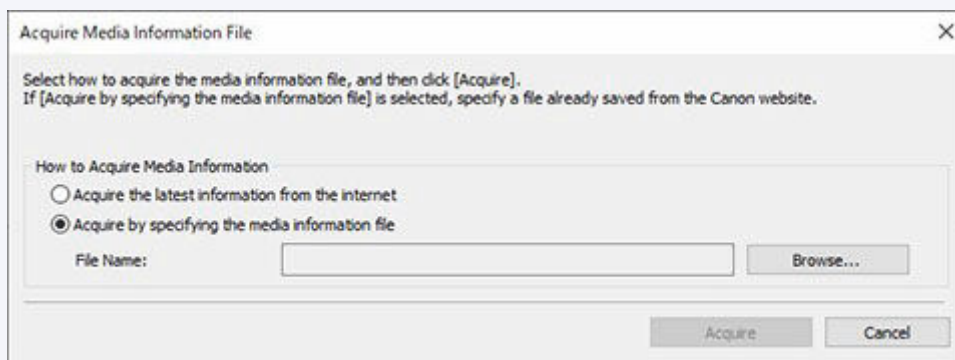 Acquire Media Information File
Select how to acquire the media information file, and then click [Acquire].
If [Acquire by specifying the media information file] is selected, specify a file already saved from the Canon website.
How to Acquire Media Information
Acquire the latest information from the internet
Acquire by specifying the media information file
File Name:
Browse...
Acquire
Cancel